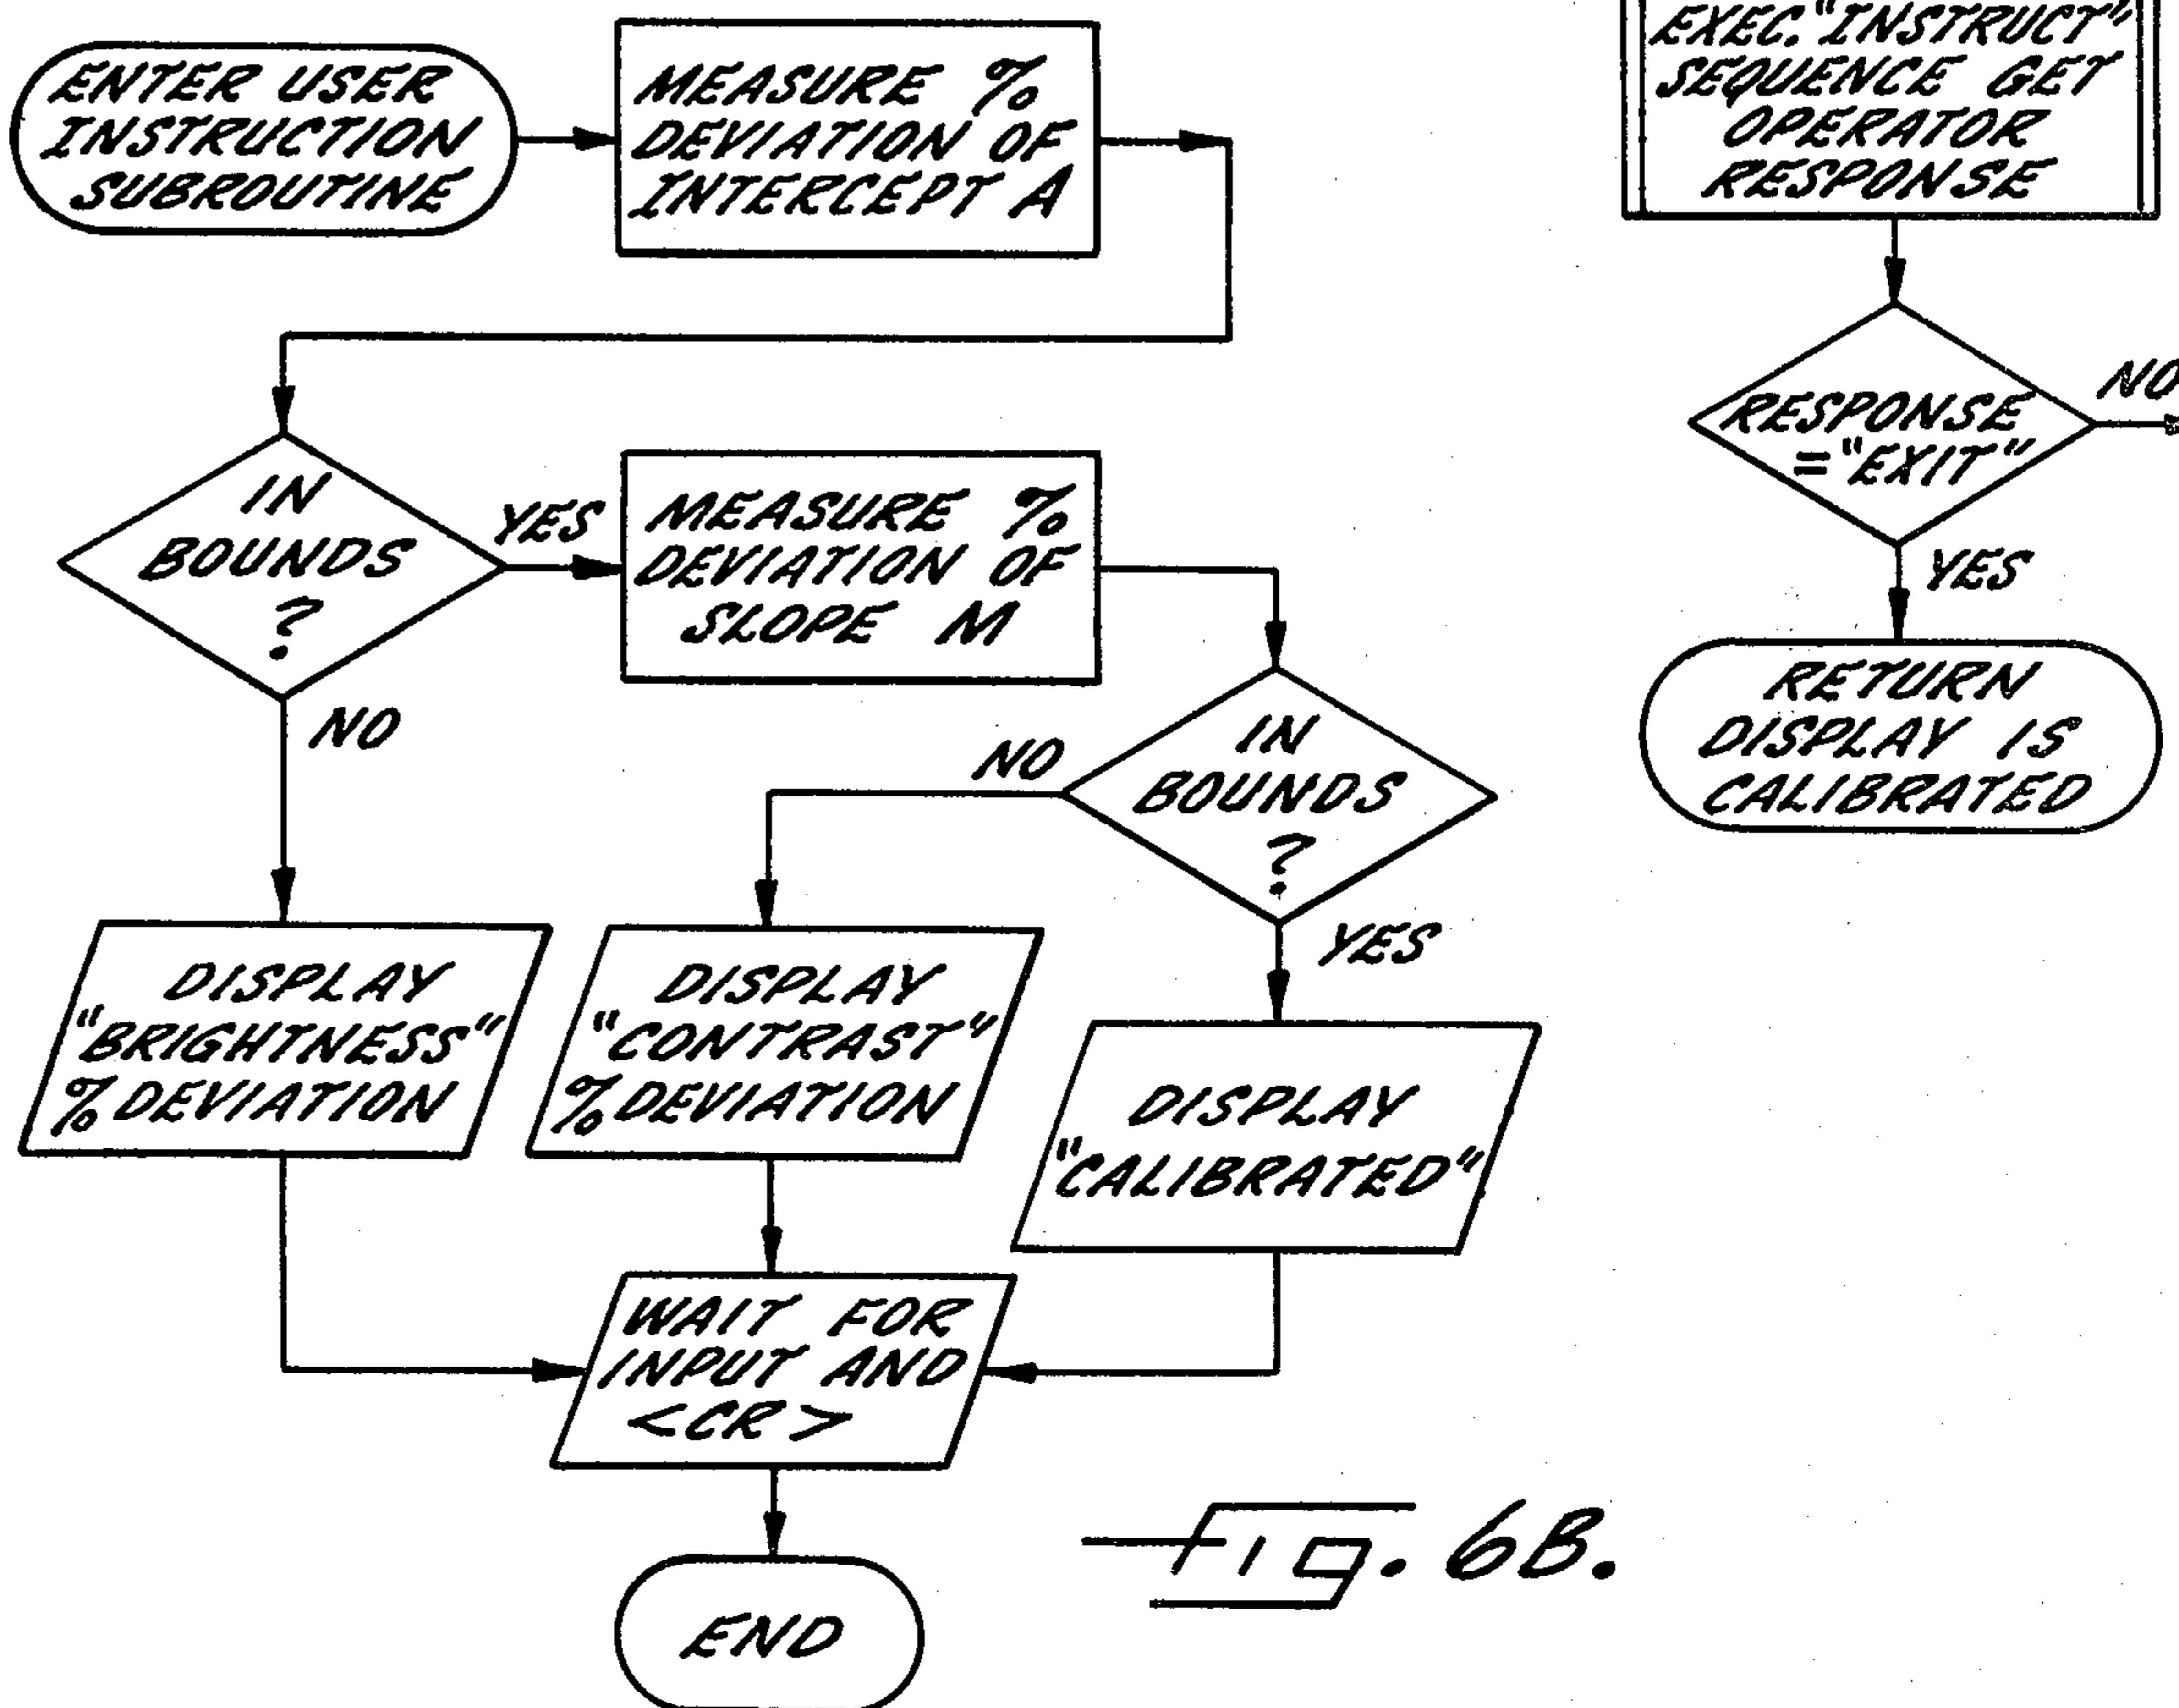 ENTER USER
INSTRUCTION
SUBROUTINE
MEASURE %
DEVIATION OF
INTERCEPT A
IN
BOUNDS
?
YES
NO
MEASURE %
DEVIATION OF
SLOPE M
IN
BOUNDS
?
NO
YES
DISPLAY
"BRIGHTNESS"
% DEVIATION
DISPLAY
"CONTRAST"
% DEVIATION
DISPLAY
"CALIBRATED"
WAIT FOR
INPUT AND
<CR>
END
EXEC. "INSTRUCT"
SEQUENCE GET
OPERATOR
RESPONSE
RESPONSE
="EXIT"
NO
YES
RETURN
DISPLAY IS
CALIBRATED
Fig. 6B.